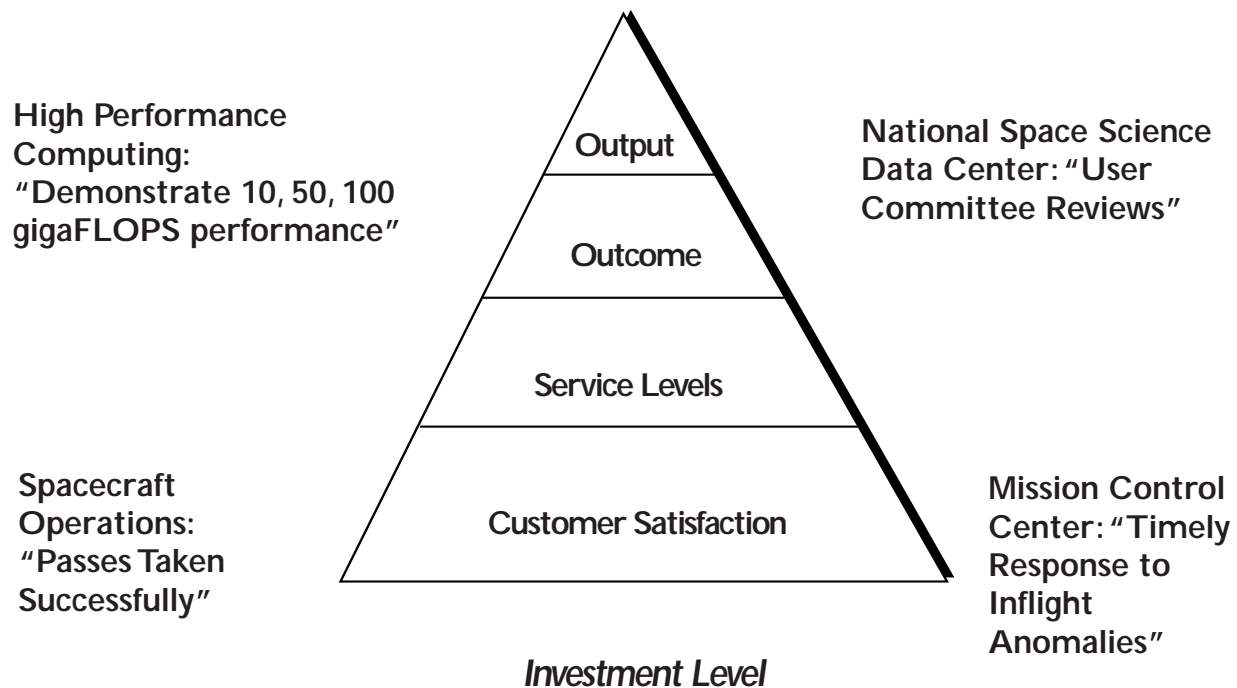 High Performance
Computing:
“Demonstrate 10, 50, 100
gigaFLOPS performance”
National Space Science
Data Center: “User
Committee Reviews”
Output
Outcome
Service Levels
Customer Satisfaction
Spacecraft
Operations:
“Passes Taken
Successfully”
Mission Control
Center: “Timely
Response to
Inflight
Anomalies”
Investment Level